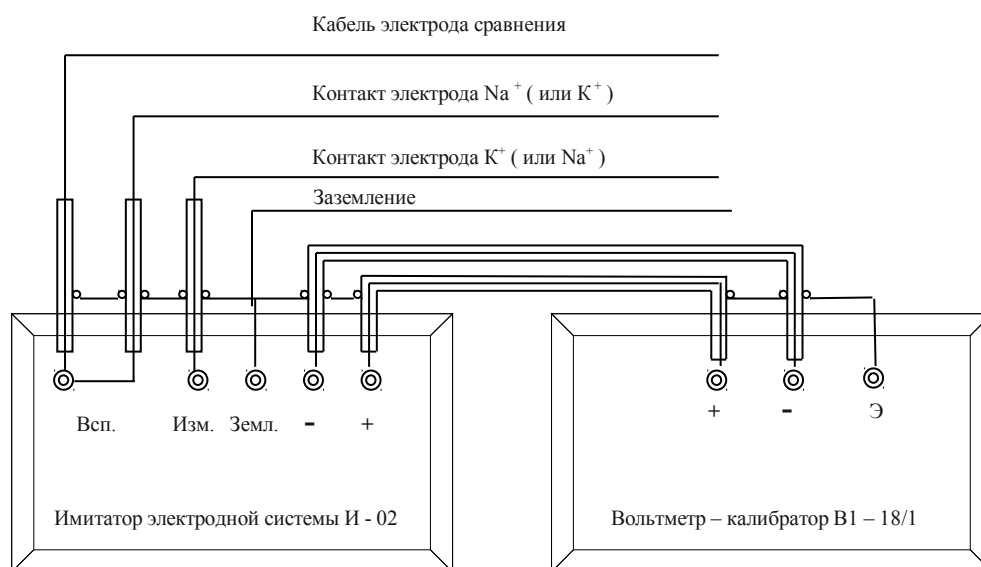 Кабель электрода сравнения
Контакт электрода Na + ( или К + )
Контакт электрода К+ ( или Na+ )
Заземление
Всп. Изм. Земл. - +
+ - Э
Имитатор электродной системы И - 02
Вольтметр – калибратор В1 – 18/1